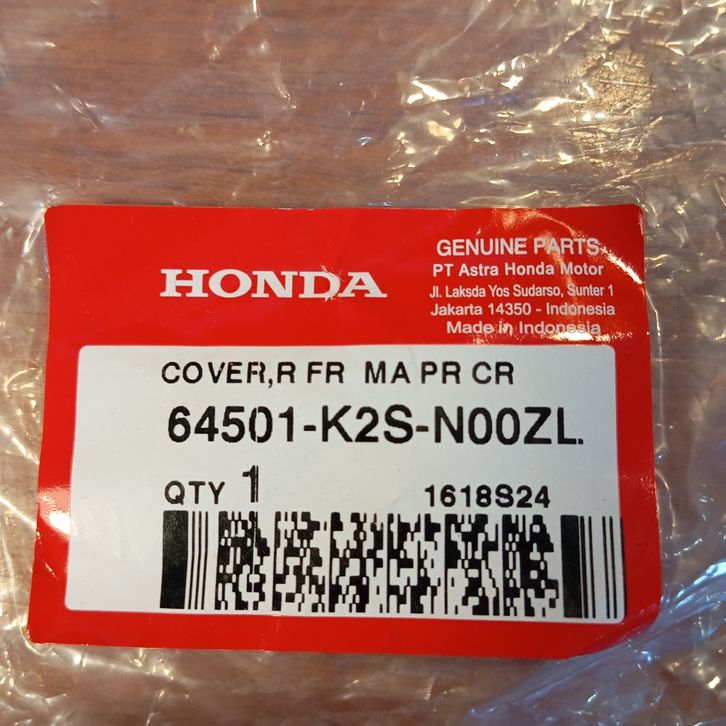 HONDA
GENUINE PARTS
PT Astra Honda Motor
Jl. Laksda Yos Sudarso, Sunter 1
Jakarta 14350 - Indonesia
Made in Indonesia
COVER,R FR MA PR CR
64501-K2S-N00ZL
QTY 1
1618S24